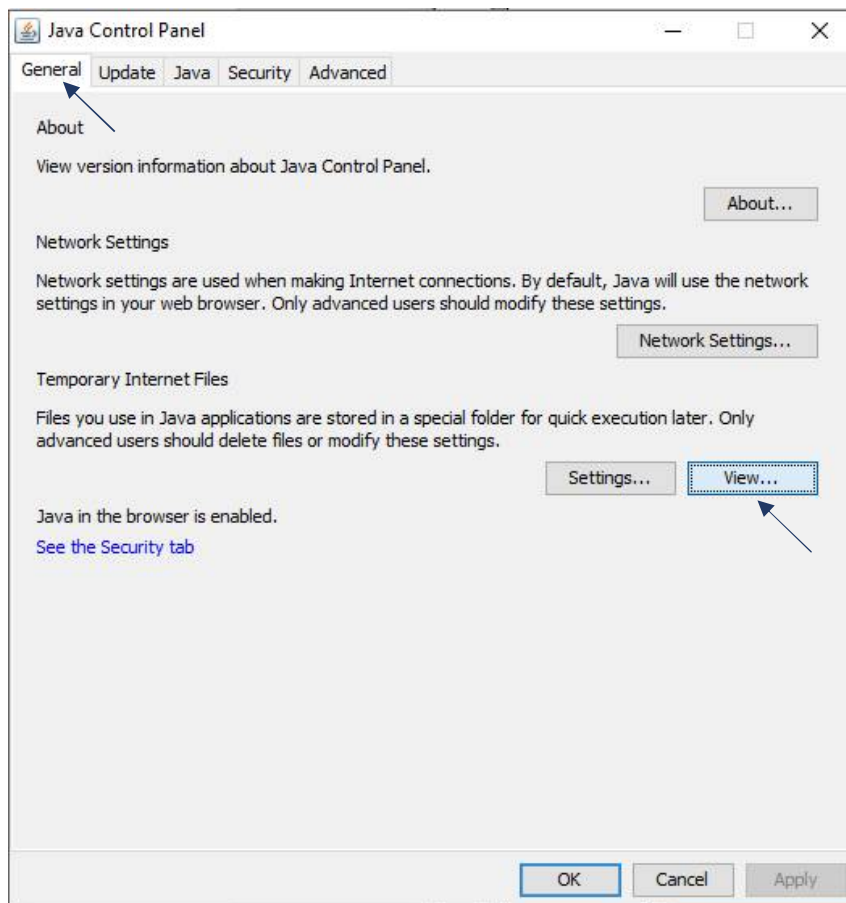 Java Control Panel
General Update Java Security Advanced
About
View version information about Java Control Panel.
About...
Network Settings
Network settings are used when making Internet connections. By default, Java will use the network
settings in your web browser. Only advanced users should modify these settings.
Network Settings...
Temporary Internet Files
Files you use in Java applications are stored in a special folder for quick execution later. Only
advanced users should delete files or modify these settings.
Settings... View...
Java in the browser is enabled.
See the Security tab
OK Cancel Apply